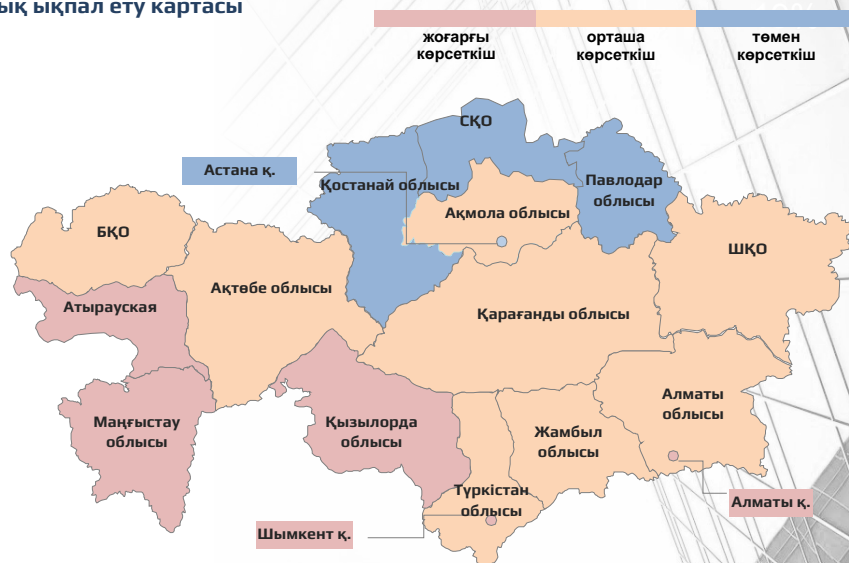 ық ықпал ету картасы
жоғарғы
көрсеткіш
орташа
көрсеткіш
төмен
көрсеткіш
СҚО
Астана қ.
Қостанай облысы
Павлодар
облысы
Ақмола облысы
БҚО
ШҚО
Ақтөбе облысы
Атырауская
Қарағанды облысы
Маңғыстау
облысы
Қызылорда
облысы
Жамбыл
облысы
Алматы
облысы
Түркістан
облысы
Алматы қ.
Шымкент қ.